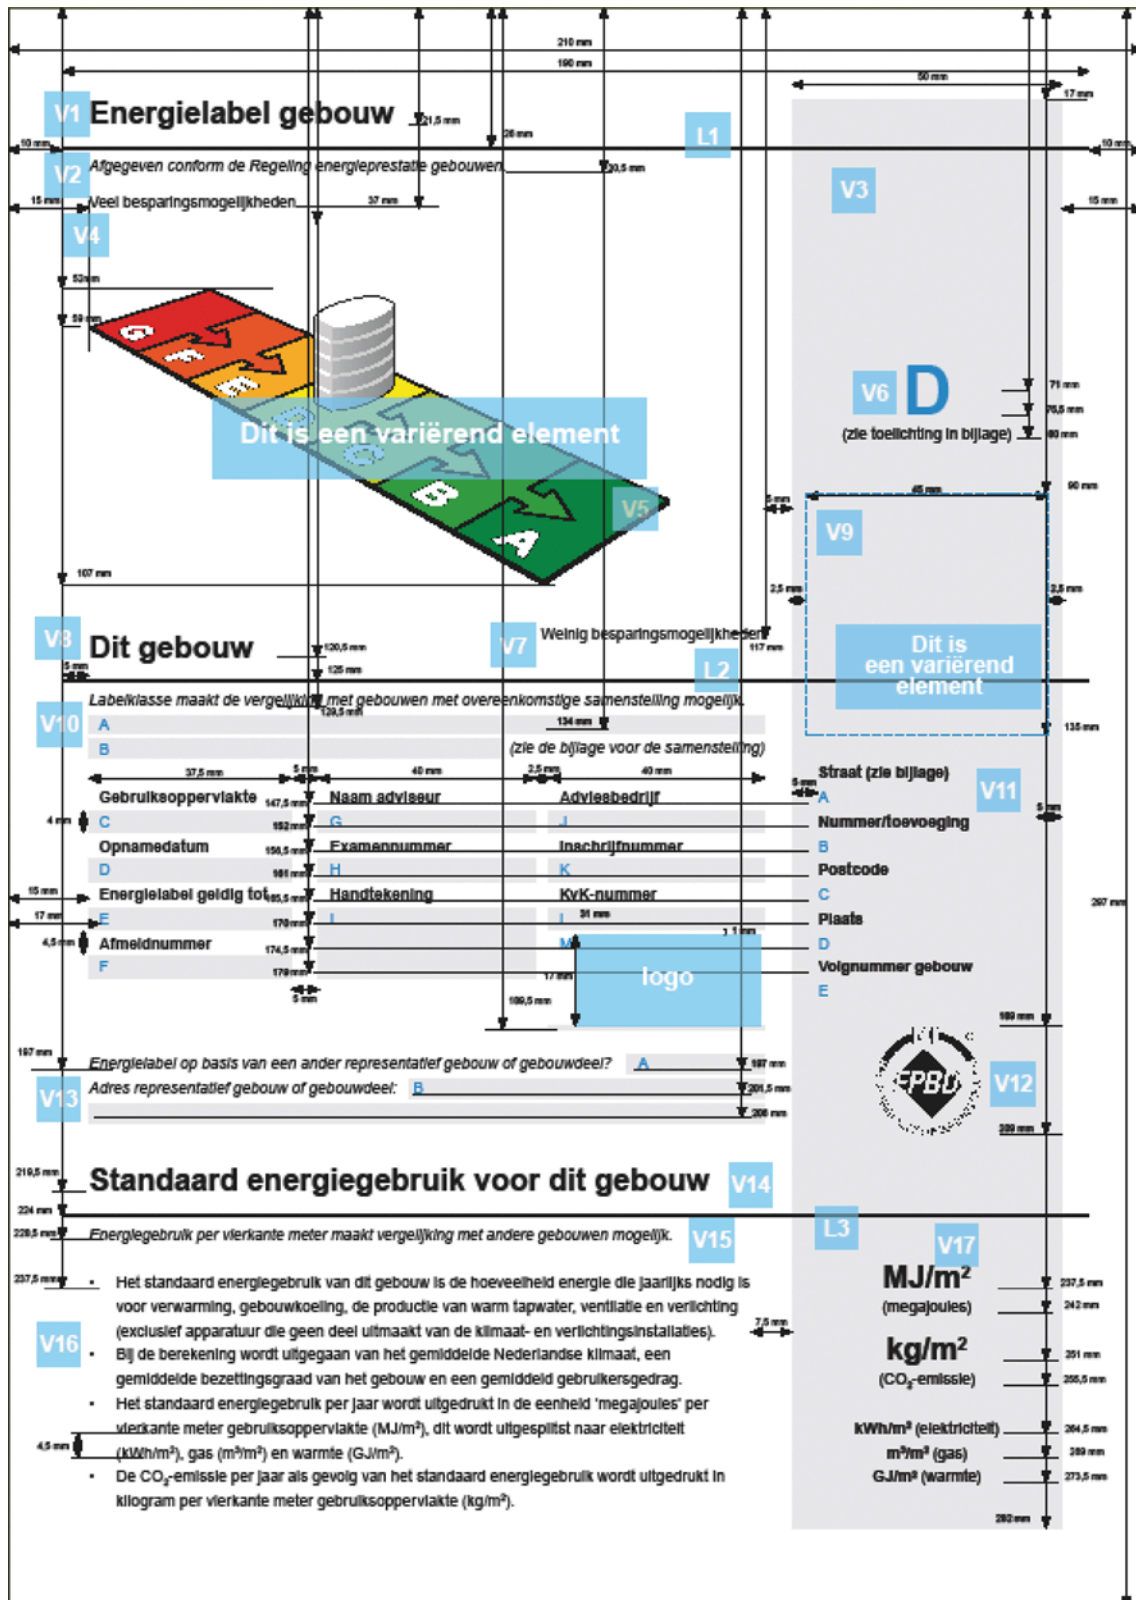 210 mm
190 mm
50 mm
17 mm
V1 Energielabel gebouw
21,5 mm
26 mm
L1
10 mm
10 mm
V2 Afgegeven conform de Regeling energieprestatie gebouwen.
30,5 mm
V3
15 mm
Veel besparingsmogelijkheden
37 mm
15 mm
V4
53 mm
59 mm
G
F
E
D
C
B
A
Dit is een variërend element
V5
V6 D
71 mm
76,5 mm
(zie toelichting in bijlage)
80 mm
90 mm
5 mm
45 mm
V9
107 mm
2,5 mm
2,5 mm
V8 Dit gebouw
V7
Weinig besparingsmogelijkheden
117 mm
120,5 mm
5 mm
125 mm
L2
Dit is
een variërend
element
Labelklasse maakt de vergelijking met gebouwen met overeenkomstige samenstelling mogelijk.
129,5 mm
V10
A
134 mm
135 mm
B
(zie de bijlage voor de samenstelling)
37,5 mm
5 mm
40 mm
2,5 mm
40 mm
Straat (zie bijlage)
5 mm
V11
A
Gebruiksoppervlakte
147,5 mm
Naam adviseur
Adviesbedrijf
5 mm
4 mm
C
152 mm
G
J
Nummer/toevoeging
B
Opnamedatum
156,5 mm
Examennummer
Inschrijfnummer
D
161 mm
H
K
Postcode
C
15 mm
Energielabel geldig tot
165,5 mm
Handtekening
KvK-nummer
297 mm
17 mm
E
170 mm
I
L
31 mm
Plaats
D
4,5 mm
Afmeldnummer
174,5 mm
M
1 mm
F
179 mm
17 mm
logo
Volgnummer gebouw
E
5 mm
189,5 mm
189 mm
197 mm
Energielabel op basis van een ander representatief gebouw of gebouwdeel?
A
197 mm
EPBD
V12
V13
Adres representatief gebouw of gebouwdeel:
B
201,5 mm
206 mm
209 mm
219,5 mm
Standaard energiegebruik voor dit gebouw
V14
224 mm
228,5 mm
Energiegebruik per vierkante meter maakt vergelijking met andere gebouwen mogelijk.
V15
L3
V17
237,5 mm
• Het standaard energiegebruik van dit gebouw is de hoeveelheid energie die jaarlijks nodig is
voor verwarming, gebouwkoeling, de productie van warm tapwater, ventilatie en verlichting
(exclusief apparatuur die geen deel uitmaakt van de klimaat- en verlichtingsinstallaties).
V16
• Bij de berekening wordt uitgegaan van het gemiddelde Nederlandse klimaat, een
gemiddelde bezettingsgraad van het gebouw en een gemiddeld gebruikersgedrag.
• Het standaard energiegebruik per jaar wordt uitgedrukt in de eenheid 'megajoules' per
vierkante meter gebruiksoppervlakte (MJ/m²), dit wordt uitgesplitst naar elektriciteit
4,5 mm
(kWh/m²), gas (m³/m²) en warmte (GJ/m²).
• De CO₂-emissie per jaar als gevolg van het standaard energiegebruik wordt uitgedrukt in
kilogram per vierkante meter gebruiksoppervlakte (kg/m²).
7,5 mm
MJ/m²
237,5 mm
(megajoules)
242 mm
kg/m²
251 mm
(CO₂-emissie)
255,5 mm
kWh/m² (elektriciteit)
264,5 mm
m³/m² (gas)
269 mm
GJ/m² (warmte)
273,5 mm
282 mm